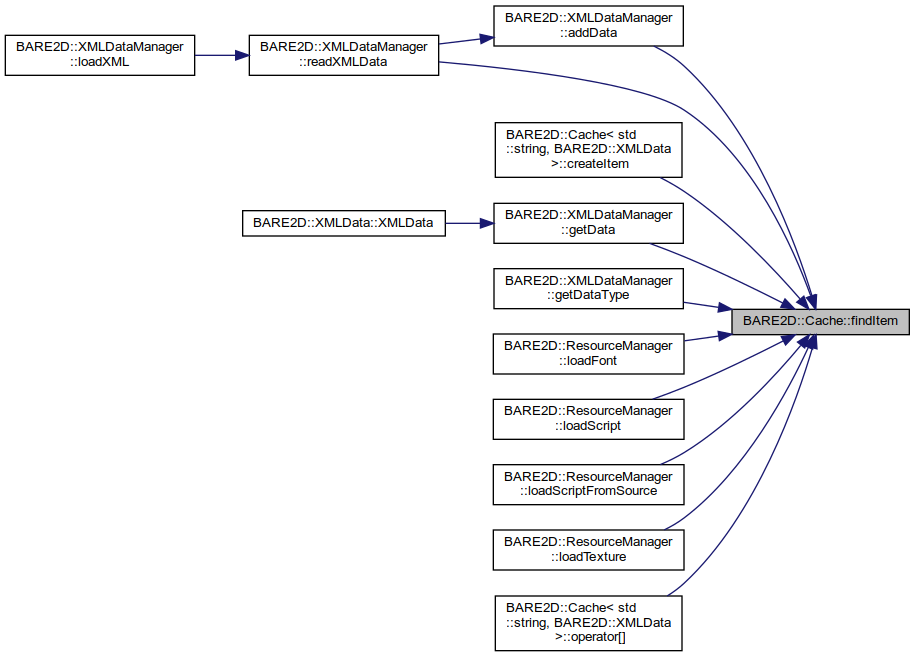 BARE2D::XMLDataManager
::loadXML
BARE2D::XMLDataManager
::readXMLData
BARE2D::XMLDataManager
::addData
BARE2D::Cache< std
::string, BARE2D::XMLData
>::createItem
BARE2D::XMLData::XMLData
BARE2D::XMLDataManager
::getData
BARE2D::XMLDataManager
::getDataType
BARE2D::Cache::findItem
BARE2D::ResourceManager
::loadFont
BARE2D::ResourceManager
::loadScript
BARE2D::ResourceManager
::loadScriptFromSource
BARE2D::ResourceManager
::loadTexture
BARE2D::Cache< std
::string, BARE2D::XMLData
>::operator[]